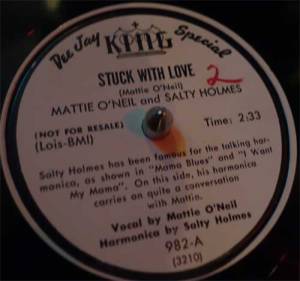 Dee Jay KING Special
STUCK WITH LOVE
2
(Mattie O'Neil)
MATTIE O'NEIL and SALTY HOLMES
(NOT FOR RESALE) Time: 2:33
(Lois-BMI)
Salty Holmes has been famous for the talking har-
monica, as shown in "Mama Blues" and "I Want
My Mama". On this side, his harmonica
carries on quite a conversation
with Mattin.
Vocal by Mattie O'Neil
Harmonica by Salty Holmes
982-A
(3210)